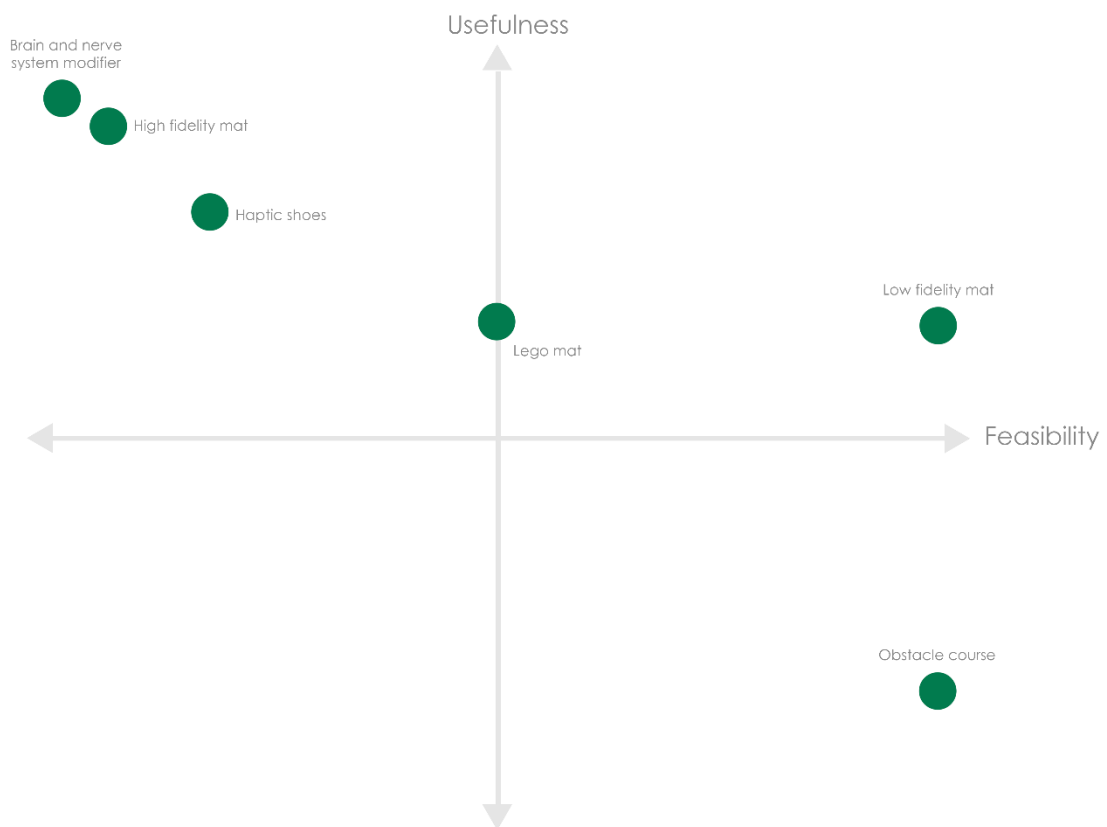 Usefulness
Brain and nerve
system modifier
High fidelity mat
Haptic shoes
Low fidelity mat
Lego mat
Feasibility
Obstacle course